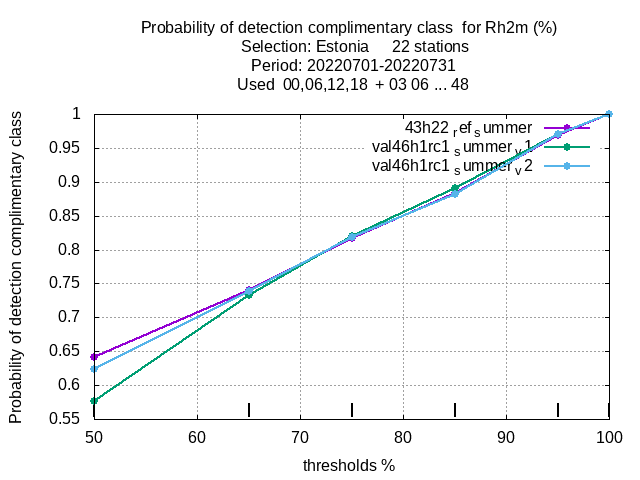 Probability of detection complimentary class  for Rh2m (%)
Selection: Estonia     22 stations
Period: 20220701-20220731
Used  00,06,12,18  + 03 06 ... 48
Probability of detection complimentary class
43h22 ref summer
val46h1rc1 summer v1
val46h1rc1 summer v2
1
0.95
0.9
0.85
0.8
0.75
0.7
0.65
0.6
0.55
50 60 70 80 90 100
thresholds %